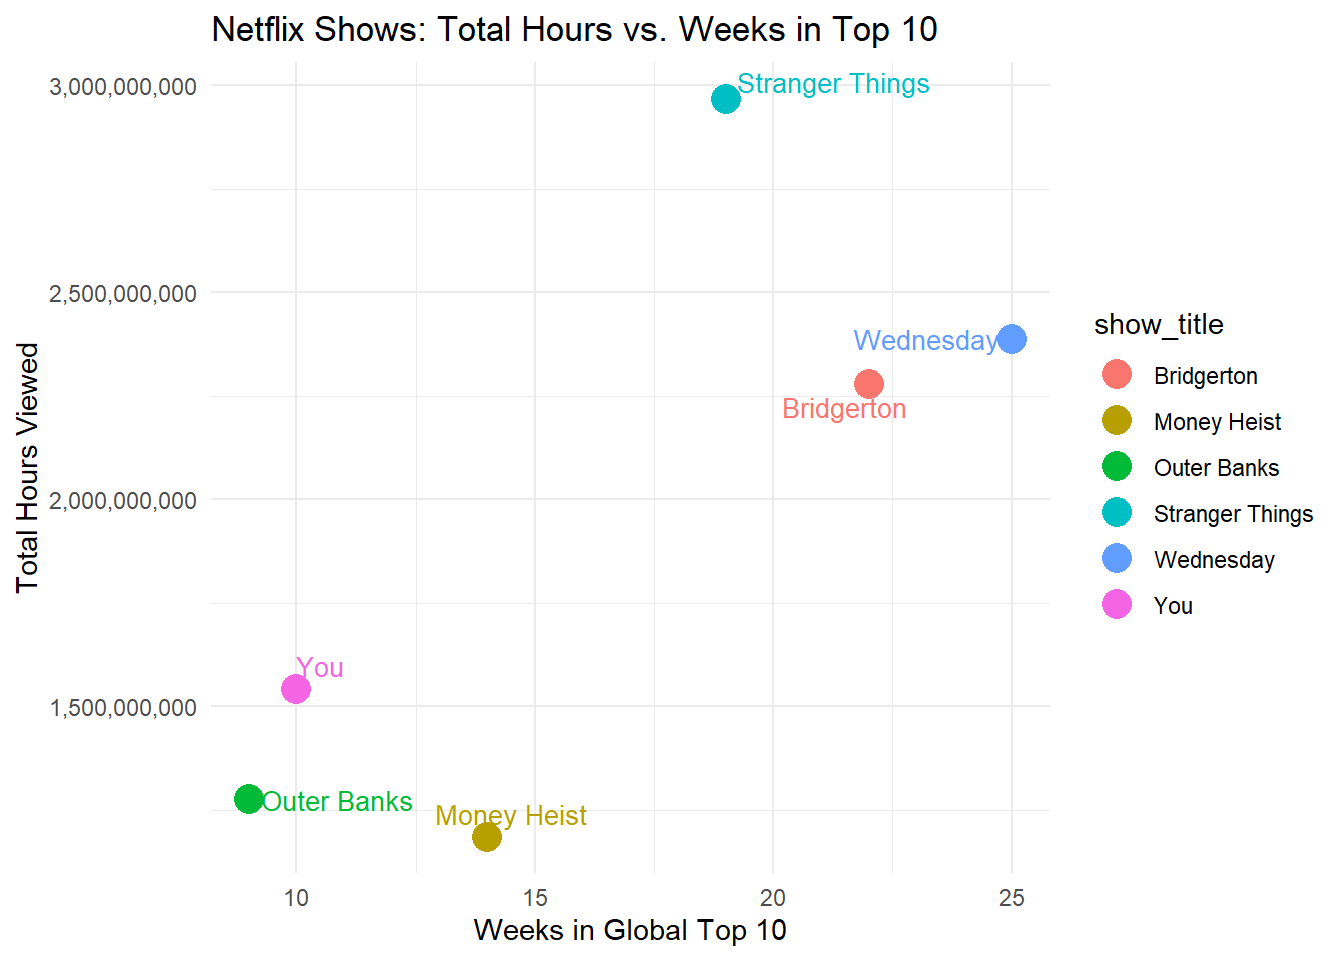 Netflix Shows: Total Hours vs. Weeks in Top 10
Total Hours Viewed
3,000,000,000
2,500,000,000
2,000,000,000
1,500,000,000
Stranger Things
Wednesday
Bridgerton
You
Outer Banks
Money Heist
10
15
20
25
Weeks in Global Top 10
show_title
Bridgerton
Money Heist
Outer Banks
Stranger Things
Wednesday
You